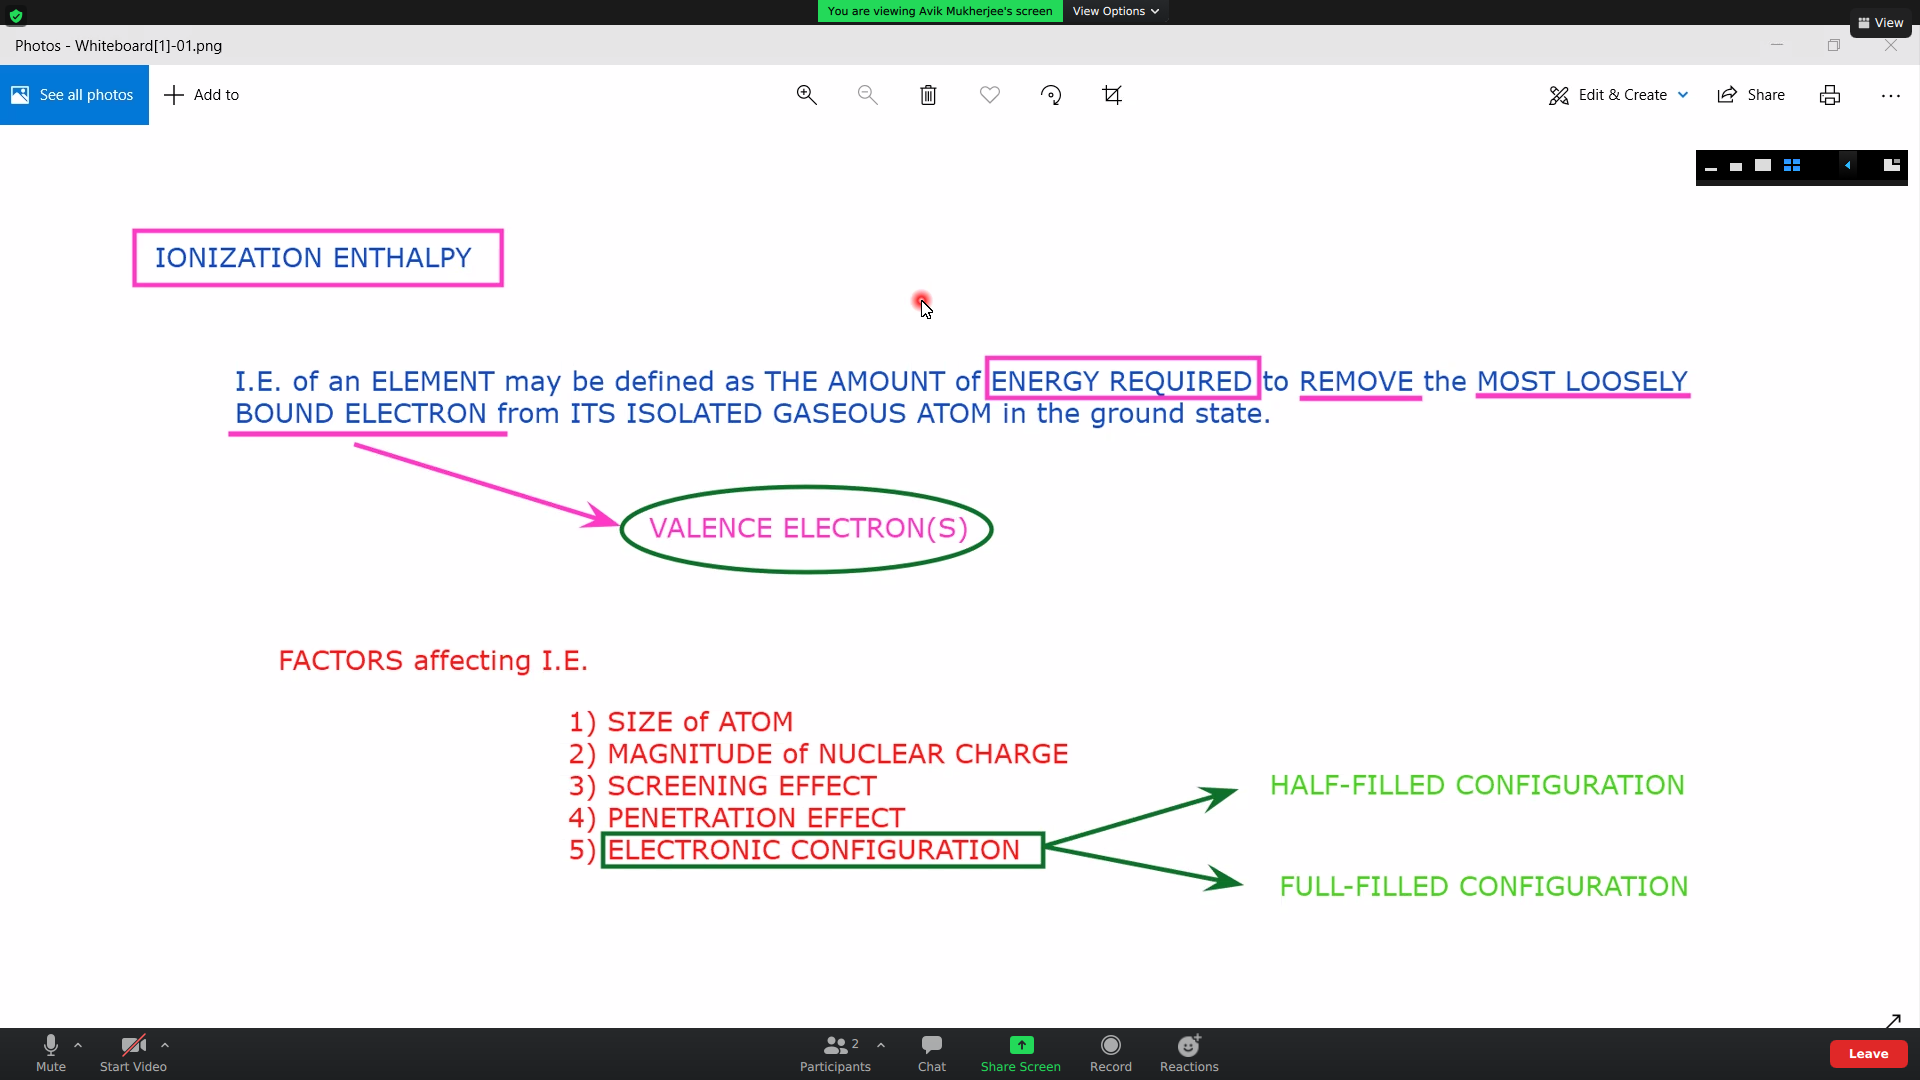 You are viewing Avik Mukherjee's screen
View Options
View
Photos - Whiteboard[1]-01.png
See all photos
Add to
Edit & Create
Share
IONIZATION ENTHALPY
I.E. of an ELEMENT may be defined as THE AMOUNT of ENERGY REQUIRED to REMOVE the MOST LOOSELY
BOUND ELECTRON from ITS ISOLATED GASEOUS ATOM in the ground state.
VALENCE ELECTRON(S)
FACTORS affecting I.E.
1) SIZE of ATOM
2) MAGNITUDE of NUCLEAR CHARGE
3) SCREENING EFFECT
4) PENETRATION EFFECT
5) ELECTRONIC CONFIGURATION
HALF-FILLED CONFIGURATION
FULL-FILLED CONFIGURATION
Mute
Start Video
2
Participants
Chat
Share Screen
Record
Reactions
Leave